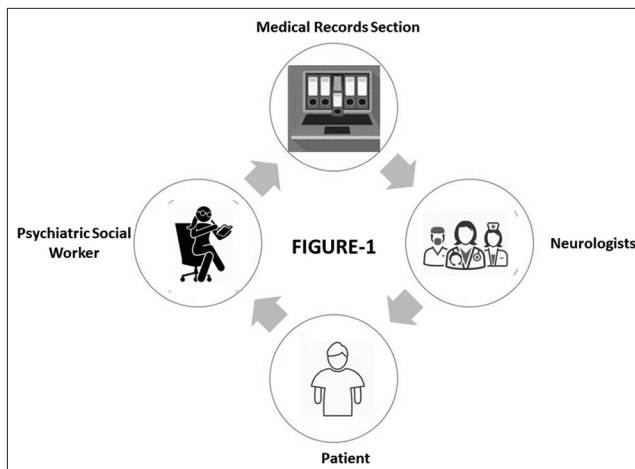 Medical Records Section
Psychiatric Social
Worker
FIGURE-1
Neurologists
Patient